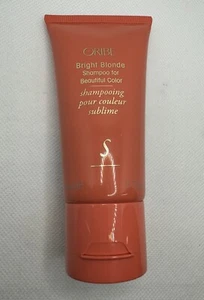 ORIBE
Bright Blonde
Shampoo for
Beautiful Color
shampooing
pour couleur
sublime
S